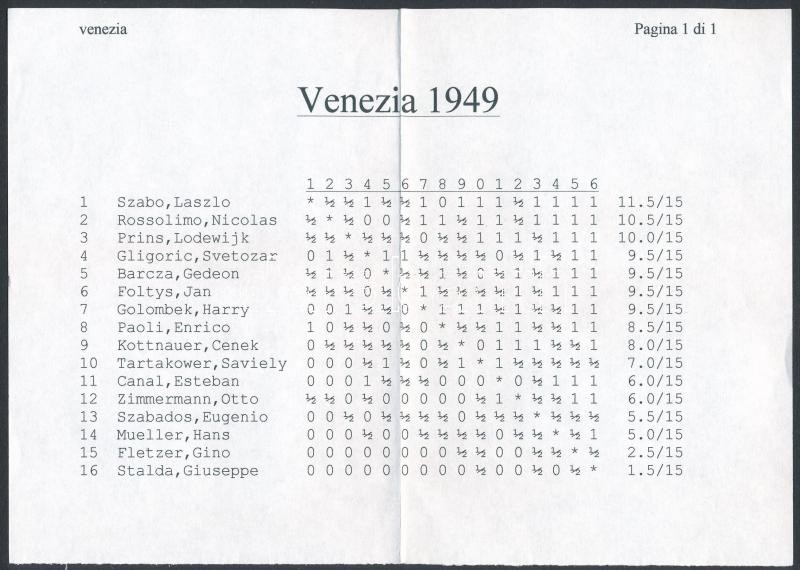 venezia Pagina 1 di 1
Venezia 1949
1 2 3 4 5 6 7 8 9 0 1 2 3 4 5 6
1 Szabo,Laszlo * ½ ½ 1 ½ ½ 1 0 1 1 1 ½ 1 1 1 1 11.5/15
2 Rossolimo,Nicolas ½ * ½ 0 0 ½ 1 1 ½ 1 1 ½ 1 1 1 1 10.5/15
3 Prins,Lodewijk ½ ½ * ½ ½ ½ 0 ½ ½ 1 1 1 ½ 1 1 1 10.0/15
4 Gligoric,Svetozar 0 1 ½ * 1 1 ½ ½ ½ ½ 0 ½ 1 ½ 1 1 9.5/15
5 Barcza,Gedeon ½ 1 ½ 0 * ½ ½ 1 ½ 0 ½ 1 ½ 1 1 1 9.5/15
6 Foltys,Jan ½ ½ ½ 0 ½ * 1 ½ ½ ½ ½ 1 ½ 1 1 1 9.5/15
7 Golombek,Harry 0 0 1 ½ ½ 0 * 1 1 1 ½ 1 ½ ½ 1 1 9.5/15
8 Paoli,Enrico 1 0 ½ ½ 0 ½ 0 * ½ ½ 1 1 ½ ½ 1 1 8.5/15
9 Kottnauer,Cenek 0 ½ ½ ½ ½ ½ 0 ½ * 0 1 1 1 ½ ½ 1 8.0/15
10 Tartakower,Saviely 0 0 0 ½ 1 ½ 0 ½ 1 * 1 ½ ½ ½ ½ ½ 7.0/15
11 Canal,Esteban 0 0 0 1 ½ ½ ½ 0 0 0 * 0 ½ 1 1 1 6.0/15
12 Zimmermann,Otto ½ ½ 0 ½ 0 0 0 0 0 ½ 1 * ½ ½ 1 1 6.0/15
13 Szabados,Eugenio 0 0 ½ 0 ½ ½ ½ ½ 0 ½ ½ ½ * ½ ½ ½ 5.5/15
14 Mueller,Hans 0 0 0 ½ 0 0 ½ ½ ½ ½ 0 ½ ½ * ½ 1 5.0/15
15 Fletzer,Gino 0 0 0 0 0 0 0 0 ½ ½ 0 0 ½ ½ * ½ 2.5/15
16 Stalda,Giuseppe 0 0 0 0 0 0 0 0 0 ½ 0 0 ½ 0 ½ * 1.5/15